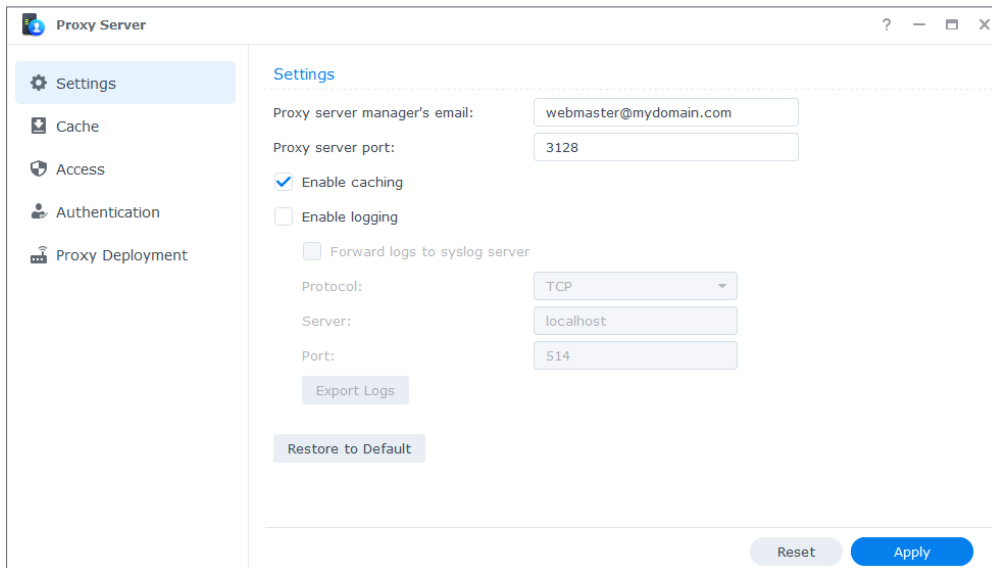 Proxy Server
?
Settings
Cache
Access
Authentication
Proxy Deployment
Settings
Proxy server manager's email: webmaster@mydomain.com
Proxy server port: 3128
Enable caching
Enable logging
Forward logs to syslog server
Protocol: TCP
Server: localhost
Port: 514
Export Logs
Restore to Default
Reset Apply